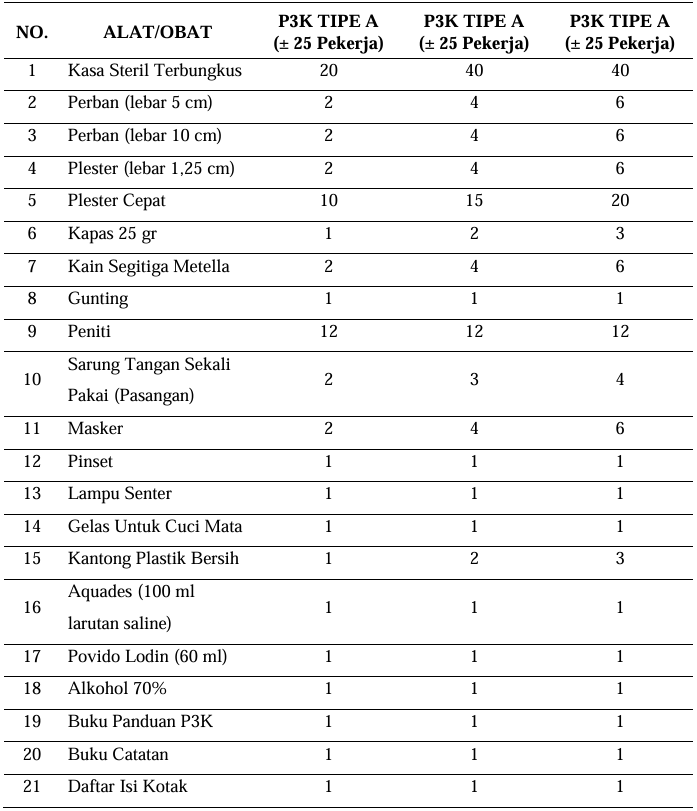 NO. ALAT/OBAT P3K TIPE A (± 25 Pekerja) P3K TIPE A (± 25 Pekerja) P3K TIPE A (± 25 Pekerja)
1 Kasa Steril Terbungkus 20 40 40
2 Perban (lebar 5 cm) 2 4 6
3 Perban (lebar 10 cm) 2 4 6
4 Plester (lebar 1,25 cm) 2 4 6
5 Plester Cepat 10 15 20
6 Kapas 25 gr 1 2 3
7 Kain Segitiga Metella 2 4 6
8 Gunting 1 1 1
9 Peniti 12 12 12
10 Sarung Tangan Sekali
Pakai (Pasangan) 2 3 4
11 Masker 2 4 6
12 Pinset 1 1 1
13 Lampu Senter 1 1 1
14 Gelas Untuk Cuci Mata 1 1 1
15 Kantong Plastik Bersih 1 2 3
16 Aquades (100 ml
larutan saline) 1 1 1
17 Povido Lodin (60 ml) 1 1 1
18 Alkohol 70% 1 1 1
19 Buku Panduan P3K 1 1 1
20 Buku Catatan 1 1 1
21 Daftar Isi Kotak 1 1 1